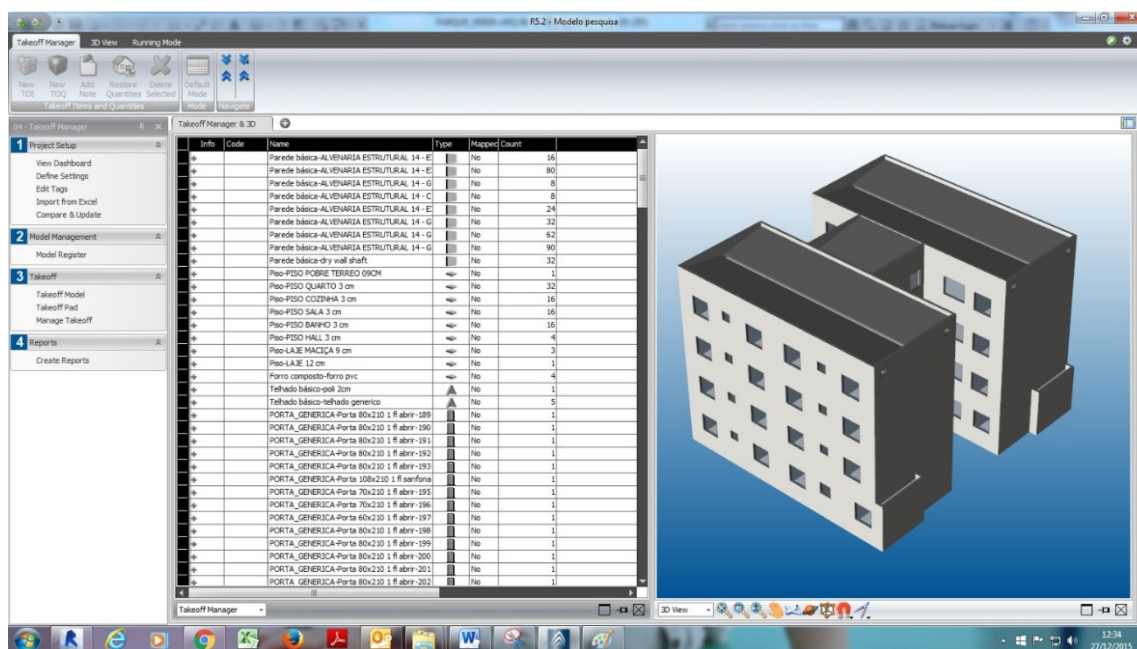 R5.2 - Modelo pesquisa
Takeoff Manager 3D View Running Mode
New TOI
New TOQ
Add Note
Restore Quantities
Delete Selected
Default Mode
Takeoff Items and Quantities
Mode
Navigate
04 - Takeoff Manager
1 Project Setup
View Dashboard
Define Settings
Edit Tags
Import from Excel
Compare & Update
2 Model Management
Model Register
3 Takeoff
Takeoff Model
Takeoff Pad
Manage Takeoff
4 Reports
Create Reports
Takeoff Manager & 3D
Info Code Name Type Mapped Count
Parede básica-ALVENARIA ESTRUTURAL 14 - E No 16
Parede básica-ALVENARIA ESTRUTURAL 14 - E No 80
Parede básica-ALVENARIA ESTRUTURAL 14 - G No 8
Parede básica-ALVENARIA ESTRUTURAL 14 - C No 8
Parede básica-ALVENARIA ESTRUTURAL 14 - E No 24
Parede básica-ALVENARIA ESTRUTURAL 14 - G No 32
Parede básica-ALVENARIA ESTRUTURAL 14 - G No 62
Parede básica-ALVENARIA ESTRUTURAL 14 - G No 90
Parede básica-dry wall shaft No 32
Piso-PISO POBRE TERREO 09CM No 1
Piso-PISO QUARTO 3 cm No 32
Piso-PISO COZINHA 3 cm No 16
Piso-PISO SALA 3 cm No 16
Piso-PISO BANHO 3 cm No 16
Piso-PISO HALL 3 cm No 4
Piso-LAJE MACIÇA 9 cm No 3
Piso-LAJE 12 cm No 1
Forro composto-forro pvc No 4
Telhado básico-poli 2cm No 1
Telhado básico-telhado generico No 5
PORTA_GENERICA-Porta 80x210 1 fl abrir-189 No 1
PORTA_GENERICA-Porta 80x210 1 fl abrir-190 No 1
PORTA_GENERICA-Porta 80x210 1 fl abrir-191 No 1
PORTA_GENERICA-Porta 80x210 1 fl abrir-192 No 1
PORTA_GENERICA-Porta 80x210 1 fl abrir-193 No 1
PORTA_GENERICA-Porta 108x210 1 fl sanfona No 1
PORTA_GENERICA-Porta 70x210 1 fl abrir-195 No 1
PORTA_GENERICA-Porta 70x210 1 fl abrir-196 No 1
PORTA_GENERICA-Porta 60x210 1 fl abrir-197 No 1
PORTA_GENERICA-Porta 80x210 1 fl abrir-198 No 1
PORTA_GENERICA-Porta 80x210 1 fl abrir-199 No 1
PORTA_GENERICA-Porta 80x210 1 fl abrir-200 No 1
PORTA_GENERICA-Porta 80x210 1 fl abrir-201 No 1
PORTA_GENERICA-Porta 80x210 1 fl abrir-202 No 1
Takeoff Manager
3D View
12:34
27/12/2015